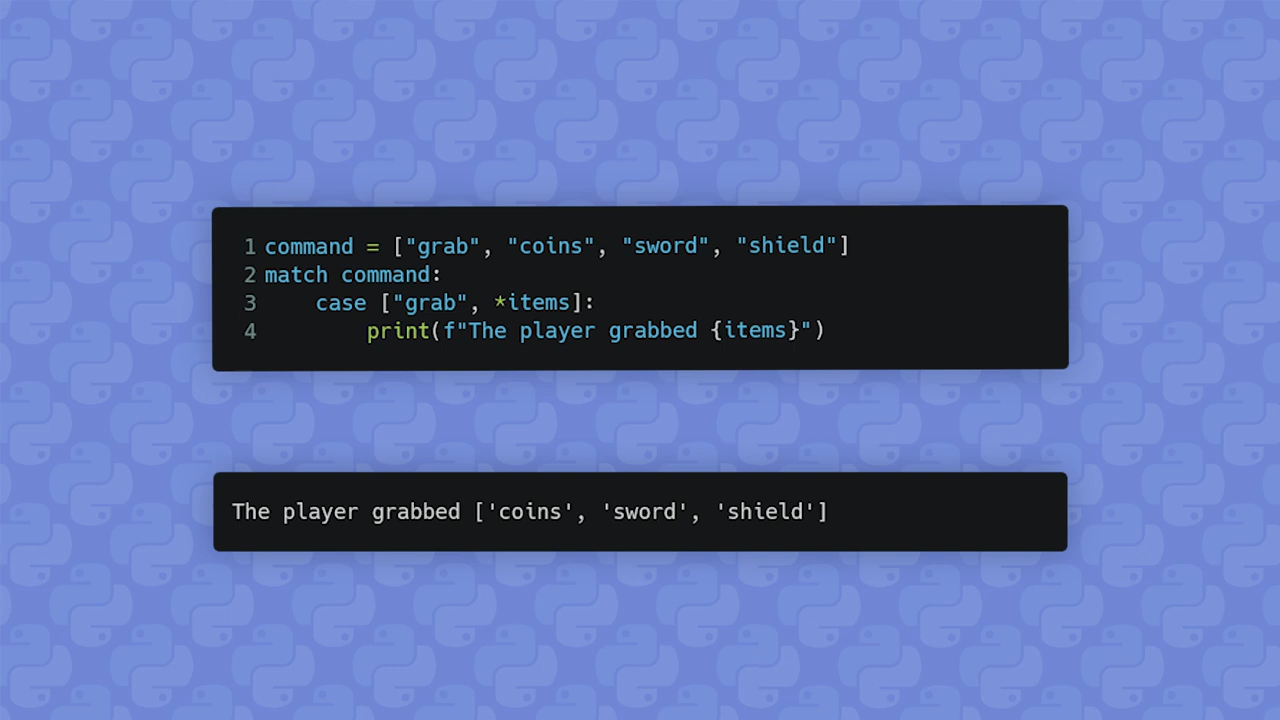 1 command = ["grab", "coins", "sword", "shield"]
2 match command:
3     case ["grab", *items]:
4         print(f"The player grabbed {items}")
The player grabbed ['coins', 'sword', 'shield']